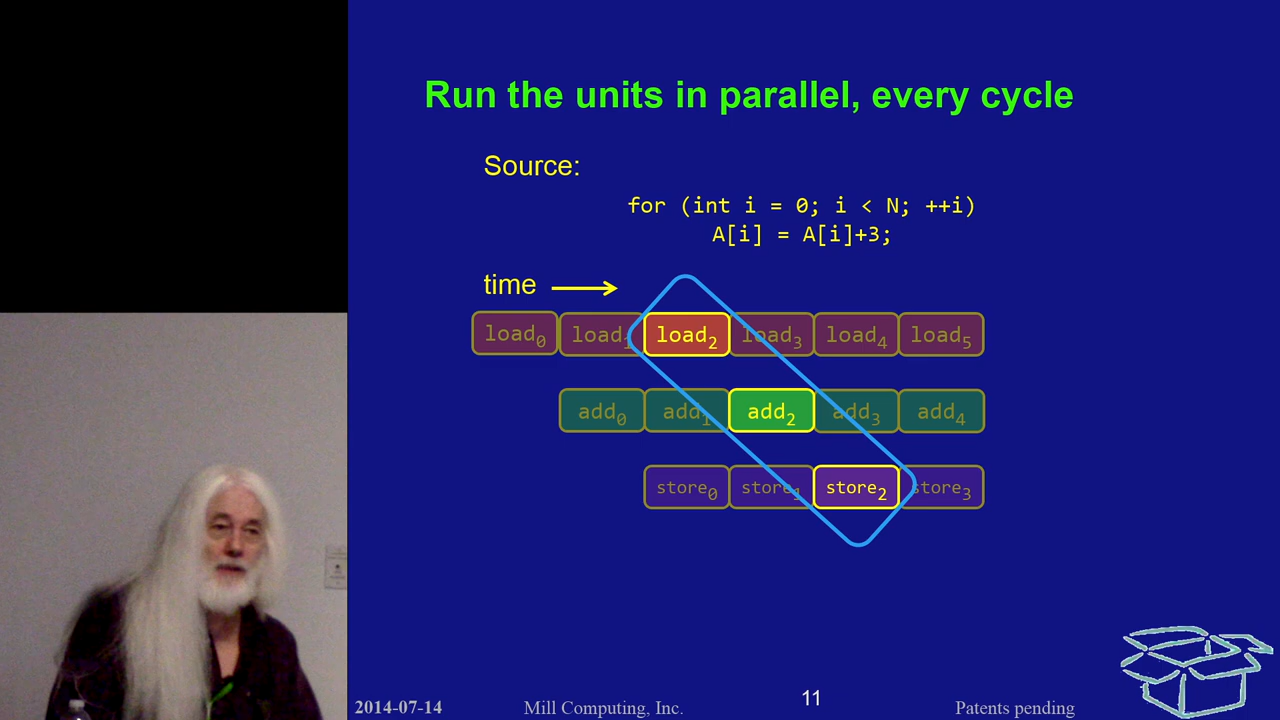 Run the units in parallel, every cycle
Source:
for (int i = 0; i < N; ++i)
A[i] = A[i]+3;
time
load0 load1 load2 load3 load4 load5
add0 add1 add2 add3 add4
store0 store1 store2 store3
2014-07-14 Mill Computing, Inc. 11 Patents pending